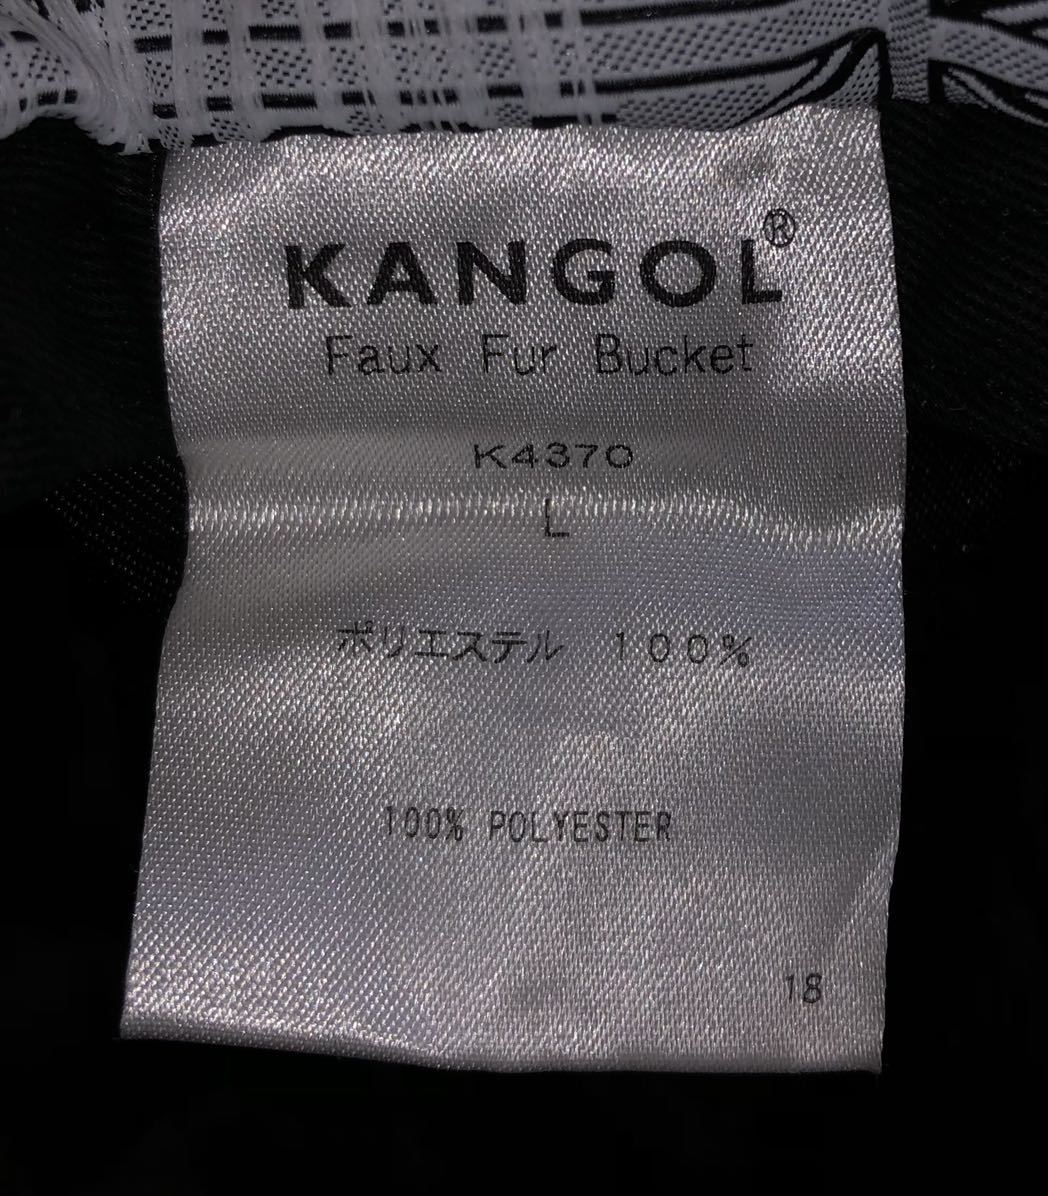 KANGOL®
Faux Fur Bucket
K4370
L
ポリエステル　100%
100% POLYESTER
18